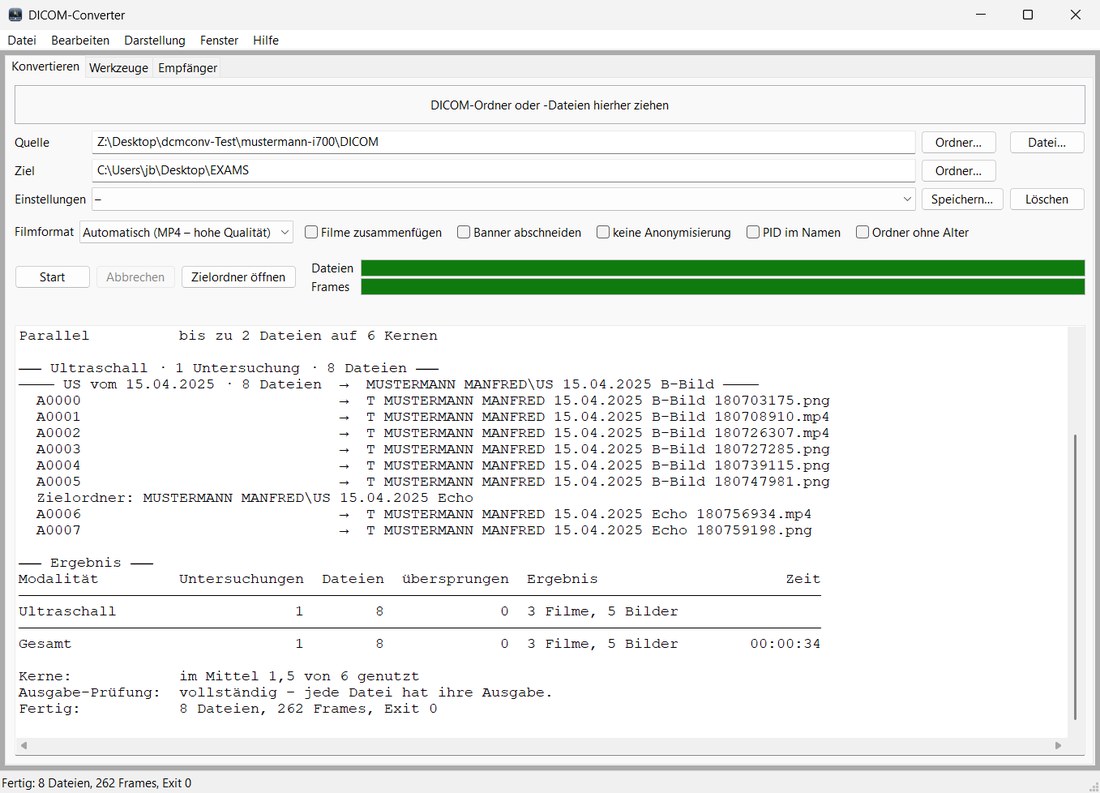 DICOM-Converter
Datei Bearbeiten Darstellung Fenster Hilfe
Konvertieren Werkzeuge Empfänger
DICOM-Ordner oder -Dateien hierher ziehen
Quelle Z:\Desktop\dcmconv-Test\mustermann-i700\DICOM Ordner... Datei...
Ziel C:\Users\jb\Desktop\EXAMS Ordner...
Einstellungen – Speichern... Löschen
Filmformat Automatisch (MP4 – hohe Qualität) Filme zusammenfügen Banner abschneiden keine Anonymisierung PID im Namen Ordner ohne Alter
Start Abbrechen Zielordner öffnen Dateien
Frames
Parallel bis zu 2 Dateien auf 6 Kernen
—— Ultraschall · 1 Untersuchung · 8 Dateien ——
———— US vom 15.04.2025 · 8 Dateien → MUSTERMANN MANFRED\US 15.04.2025 B-Bild ————
A0000 → T MUSTERMANN MANFRED 15.04.2025 B-Bild 180703175.png
A0001 → T MUSTERMANN MANFRED 15.04.2025 B-Bild 180708910.mp4
A0002 → T MUSTERMANN MANFRED 15.04.2025 B-Bild 180726307.mp4
A0003 → T MUSTERMANN MANFRED 15.04.2025 B-Bild 180727285.png
A0004 → T MUSTERMANN MANFRED 15.04.2025 B-Bild 180739115.png
A0005 → T MUSTERMANN MANFRED 15.04.2025 B-Bild 180747981.png
Zielordner: MUSTERMANN MANFRED\US 15.04.2025 Echo
A0006 → T MUSTERMANN MANFRED 15.04.2025 Echo 180756934.mp4
A0007 → T MUSTERMANN MANFRED 15.04.2025 Echo 180759198.png
—— Ergebnis ——
Modalität Untersuchungen Dateien übersprungen Ergebnis Zeit
Ultraschall 1 8 0 3 Filme, 5 Bilder
Gesamt 1 8 0 3 Filme, 5 Bilder 00:00:34
Kerne: im Mittel 1,5 von 6 genutzt
Ausgabe-Prüfung: vollständig – jede Datei hat ihre Ausgabe.
Fertig: 8 Dateien, 262 Frames, Exit 0
Fertig: 8 Dateien, 262 Frames, Exit 0